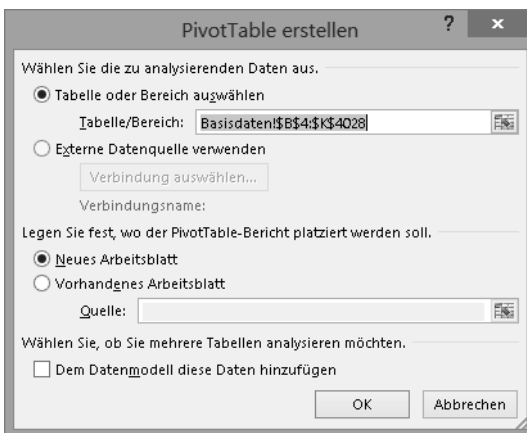 PivotTable erstellen ? x
Wählen Sie die zu analysierenden Daten aus.
Tabelle oder Bereich auswählen
Tabelle/Bereich: Basisdaten!$B$4:$K$4028
Externe Datenquelle verwenden
Verbindung auswählen...
Verbindungsname:
Legen Sie fest, wo der PivotTable-Bericht platziert werden soll.
Neues Arbeitsblatt
Vorhandenes Arbeitsblatt
Quelle:
Wählen Sie, ob Sie mehrere Tabellen analysieren möchten.
Dem Datenmodell diese Daten hinzufügen
OK Abbrechen